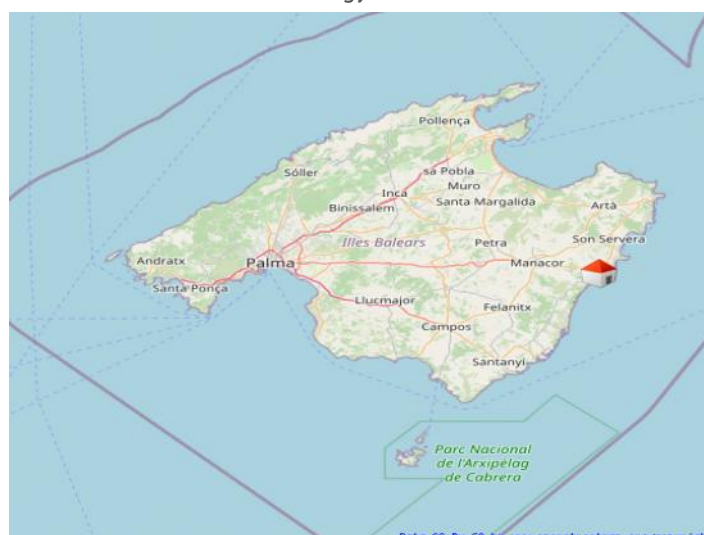 gy
Pollença
sa Pobla
Sóller
Muro
Inca
Santa Margalida
Artà
Binissalem
Illes Balears
Petra
Son Servera
Andratx
Palma
Manacor
Santa Ponça
Llucmajor
Felanitx
Campos
Santanyí
Parc Nacional
de l'Arxipèlag
de Cabrera